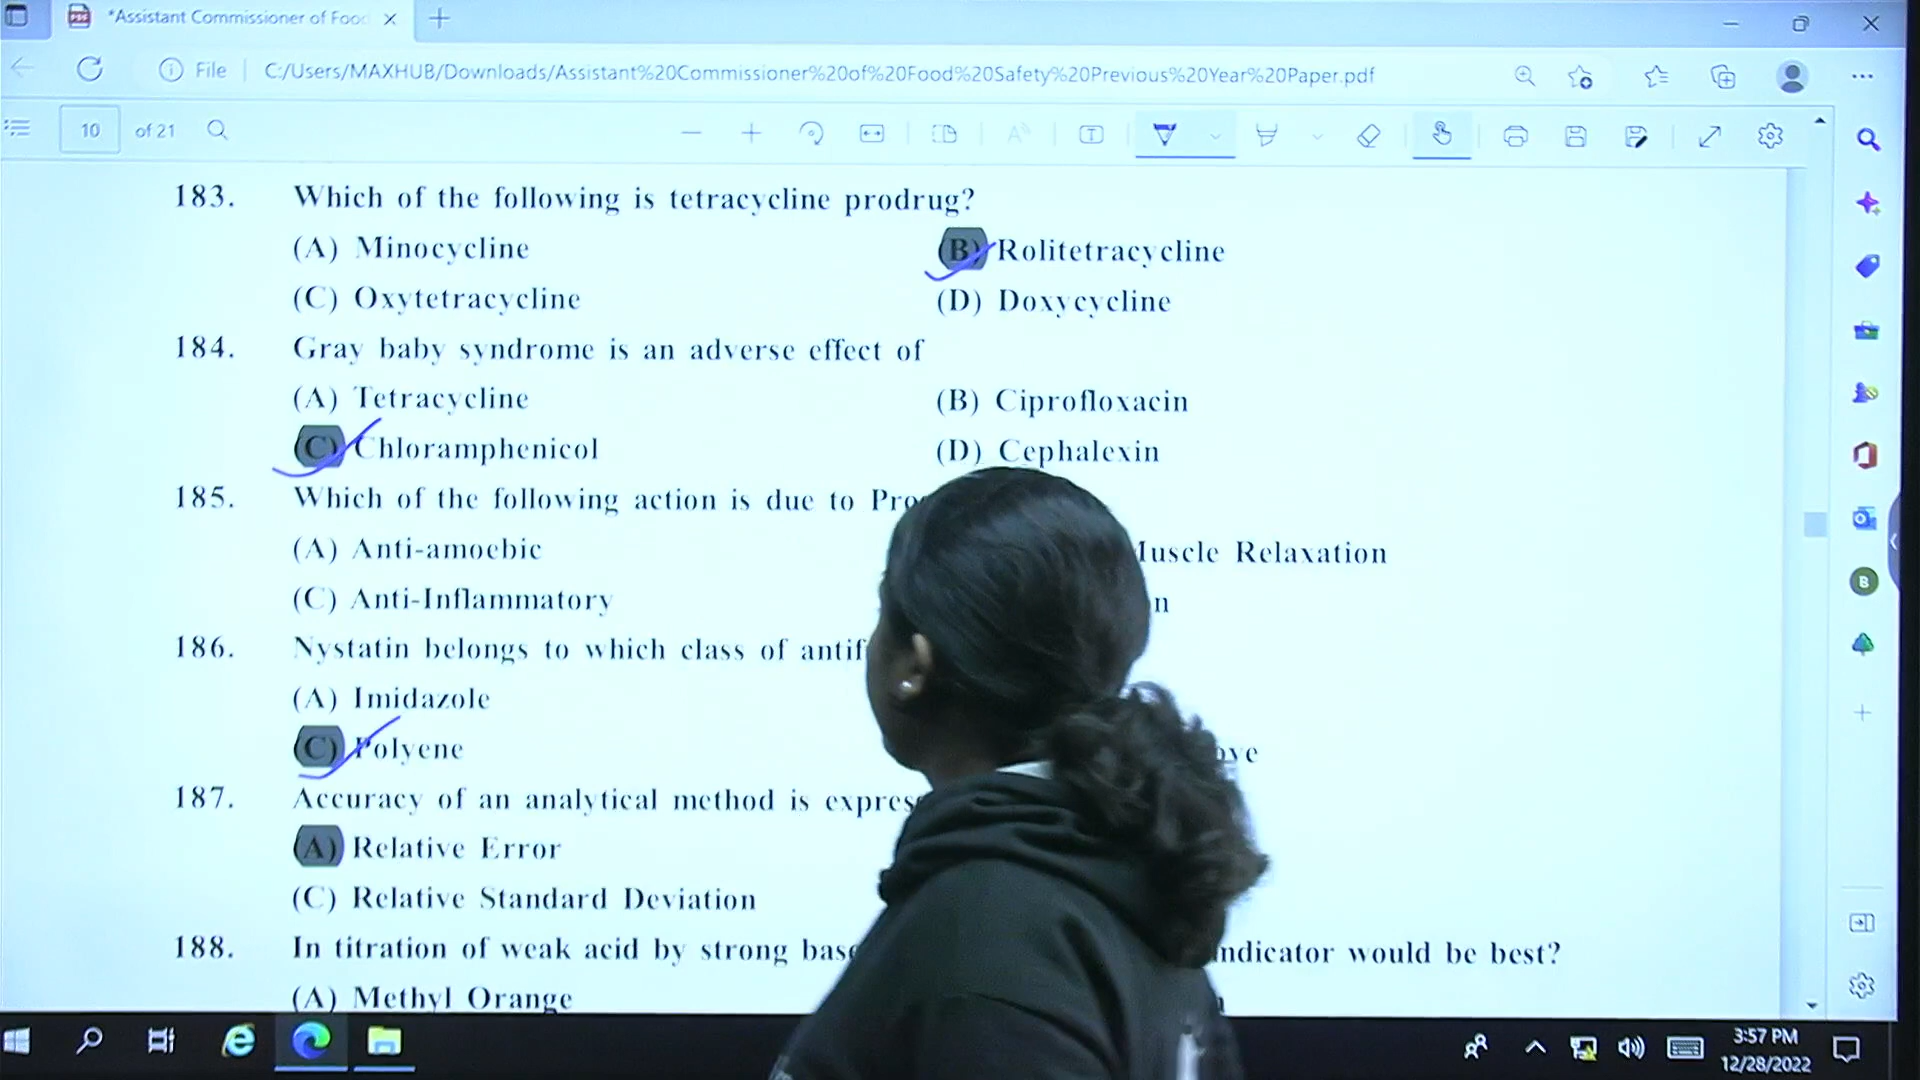 *Assistant Commissioner of Food
File C:/Users/MAXHUB/Downloads/Assistant%20Commissioner%20of%20Food%20Safety%20Previous%20Year%20Paper.pdf
10 of 21
183. Which of the following is tetracycline prodrug?
(A) Minocycline (B) Rolitetracycline
(C) Oxytetracycline (D) Doxycycline
184. Gray baby syndrome is an adverse effect of
(A) Tetracycline (B) Ciprofloxacin
(C) Chloramphenicol (D) Cephalexin
185. Which of the following action is due to
(A) Anti-amoebic Muscle Relaxation
(C) Anti-Inflammatory
186. Nystatin belongs to which class of
(A) Imidazole
(C) Polyene
187. Accuracy of an analytical method is
(A) Relative Error
(C) Relative Standard Deviation
188. In titration of weak acid by strong indicator would be best?
(A) Methyl Orange
3:57 PM
12/28/2022